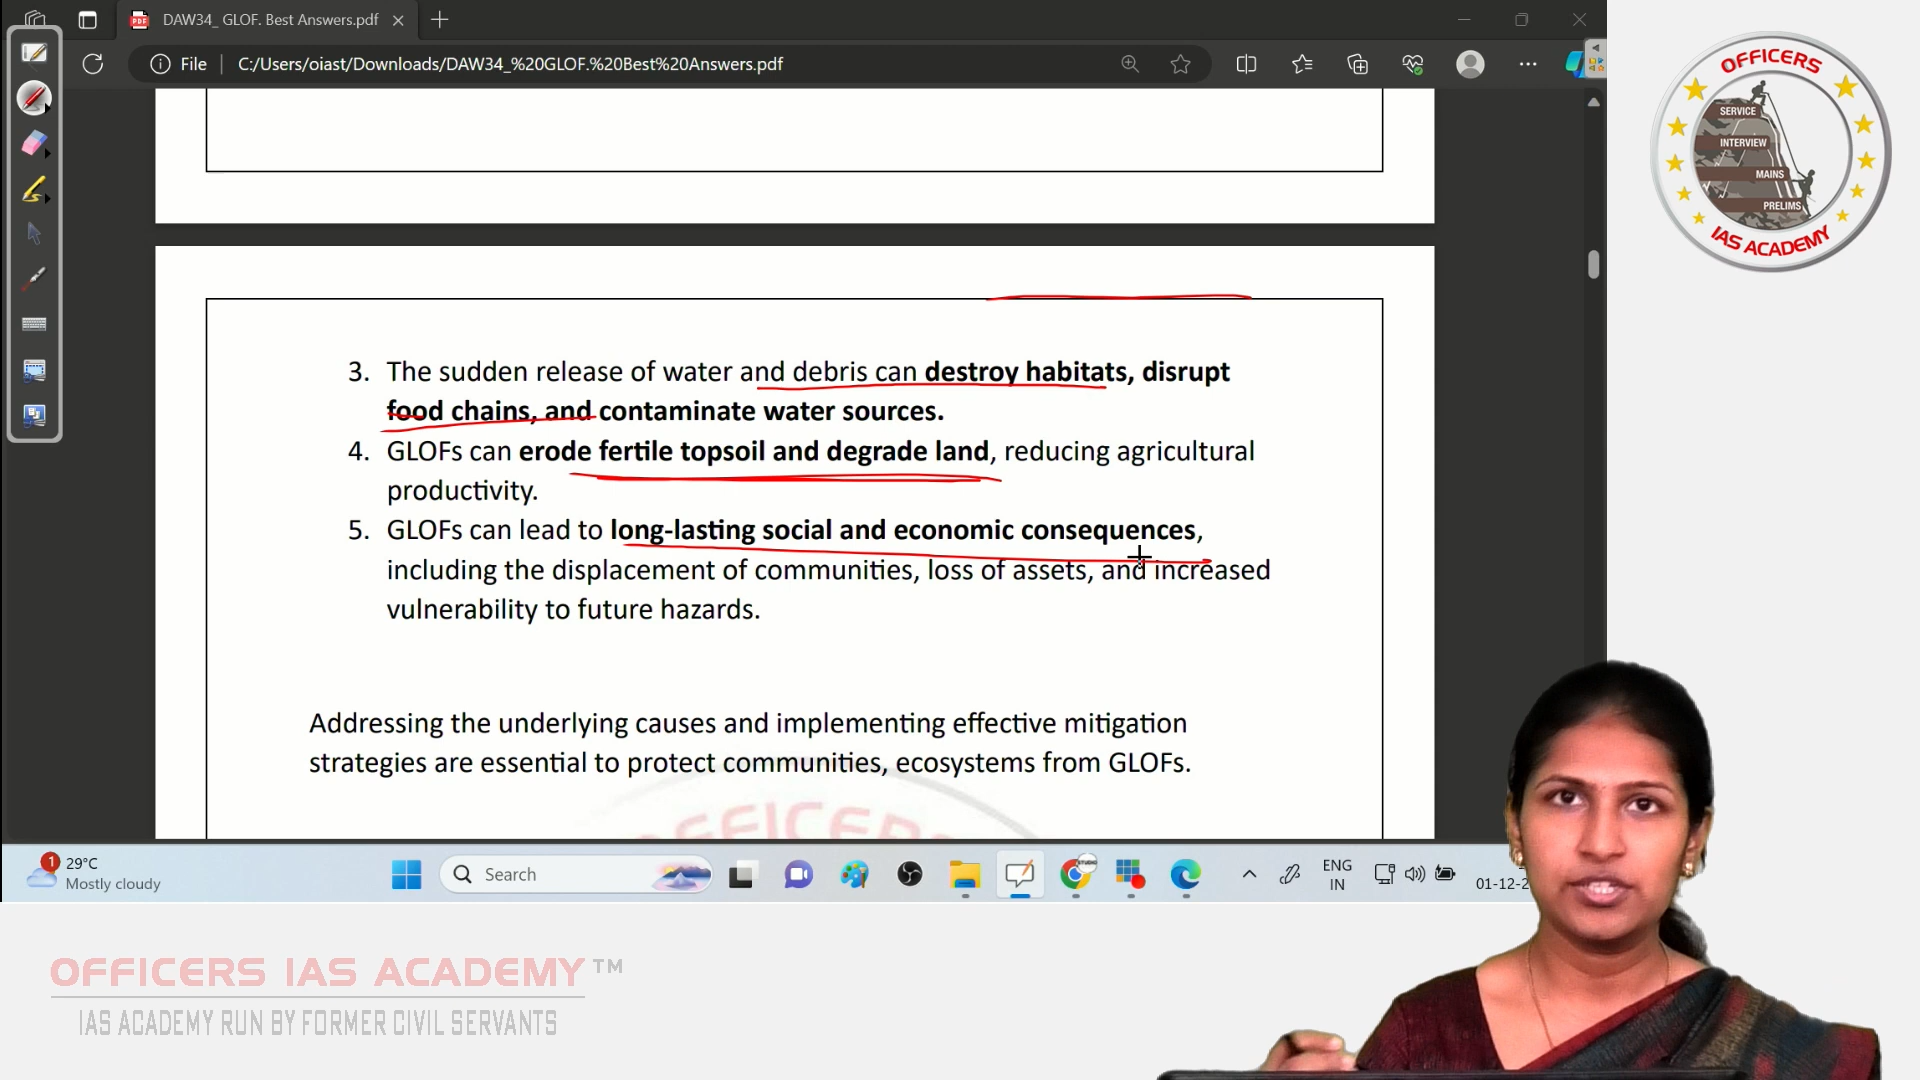 DAW34_ GLOF. Best Answers.pdf
File
C:/Users/oiast/Downloads/DAW34_%20GLOF.%20Best%20Answers.pdf
OFFICERS
SERVICE
INTERVIEW
MAINS
PRELIMS
IAS ACADEMY
3. The sudden release of water and debris can destroy habitats, disrupt
food chains, and contaminate water sources.
4. GLOFs can erode fertile topsoil and degrade land, reducing agricultural
productivity.
5. GLOFs can lead to long-lasting social and economic consequences,
including the displacement of communities, loss of assets, and increased
vulnerability to future hazards.
Addressing the underlying causes and implementing effective mitigation
strategies are essential to protect communities, ecosystems from GLOFs.
OFFICERS
1
29°C
Mostly cloudy
Search
ENG
IN
01-12-2
OFFICERS IAS ACADEMY™
IAS ACADEMY RUN BY FORMER CIVIL SERVANTS